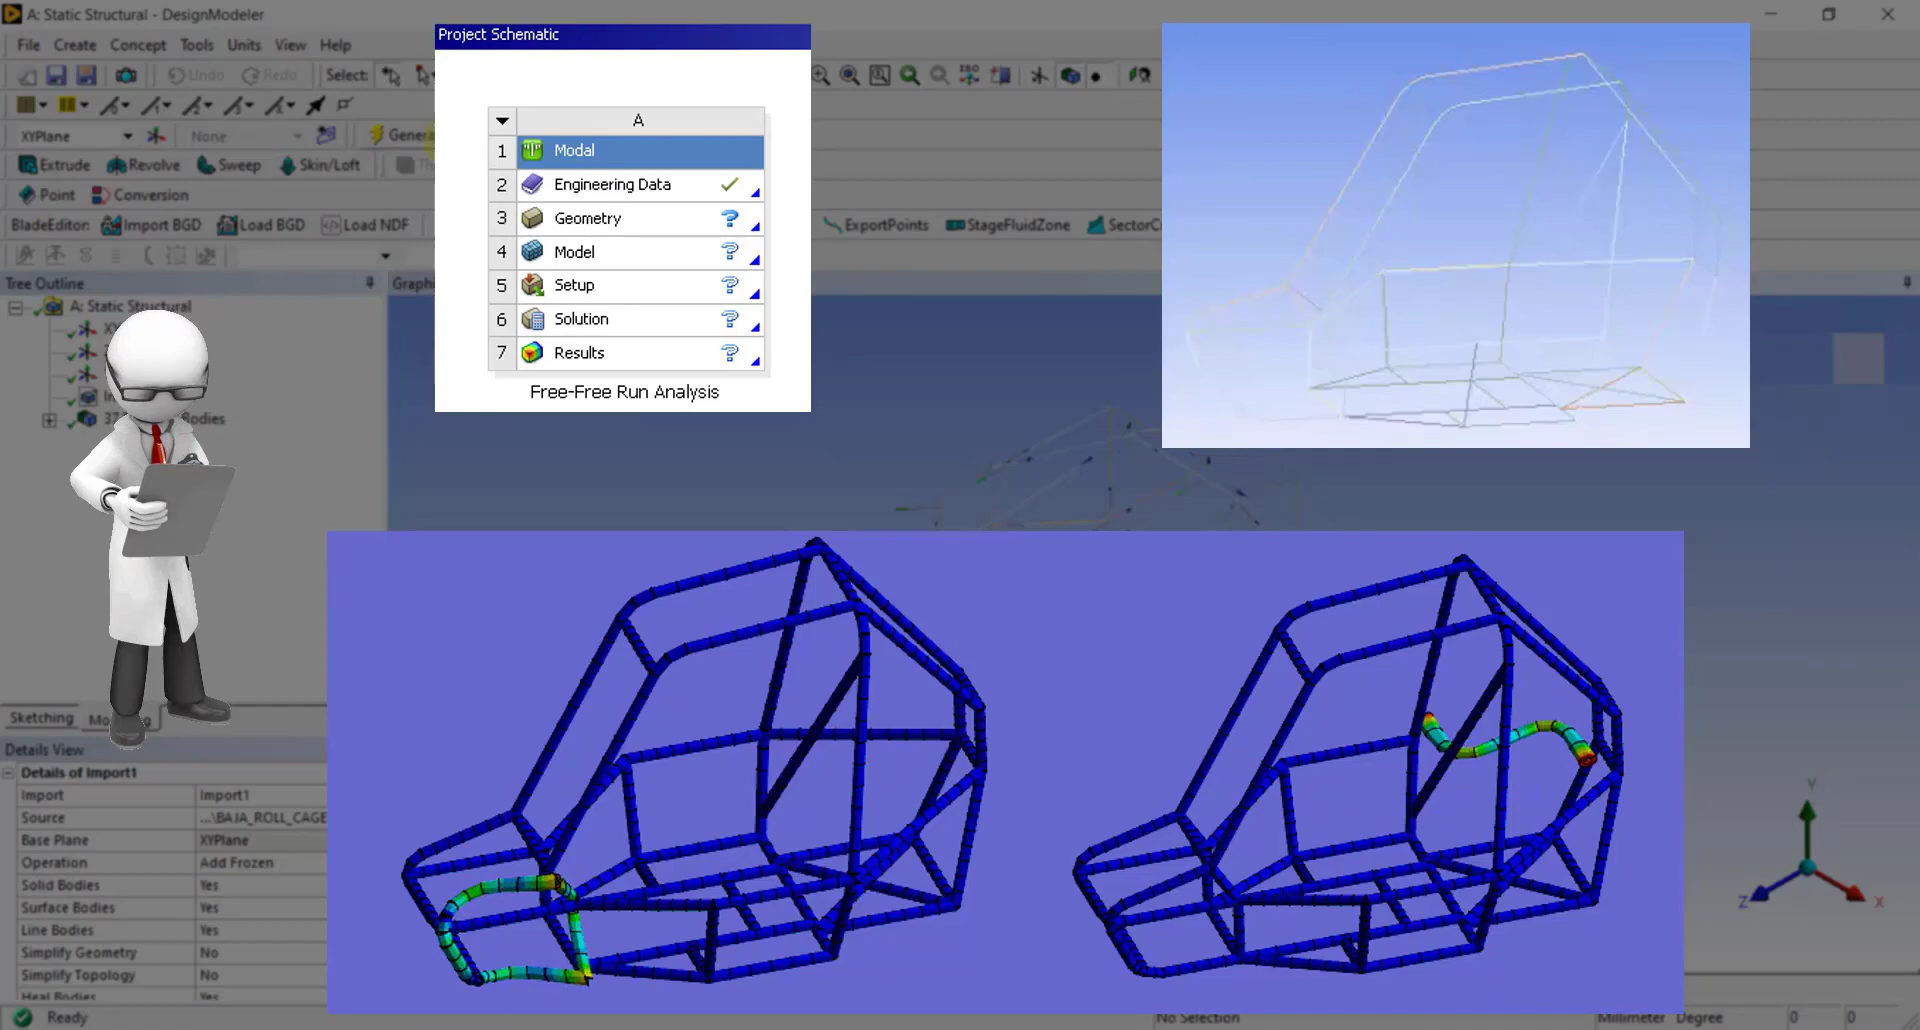 A: Static Structural - DesignModeler
File Create Concept Tools Units View Help
Undo Redo Select:
XYPlane None
Extrude Revolve Sweep Skin/Loft
Point Conversion
BladeEditor: Import BGD Load BGD Load NDF ExportPoints StageFluidZone
Tree Outline
A: Static Structural
Bodies
Sketching
Details View
Details of Import1
Import Import1
Source ...\BAJA_ROLL_CAGE
Base Plane XYPlane
Operation Add Frozen
Solid Bodies Yes
Surface Bodies Yes
Line Bodies Yes
Simplify Geometry No
Simplify Topology No
Heal Bodies Yes
Ready
No Selection Millimeter Degree 0 0
Project Schematic
A
1 Modal
2 Engineering Data
3 Geometry ?
4 Model ?
5 Setup ?
6 Solution ?
7 Results ?
Free-Free Run Analysis
Y
Z
X